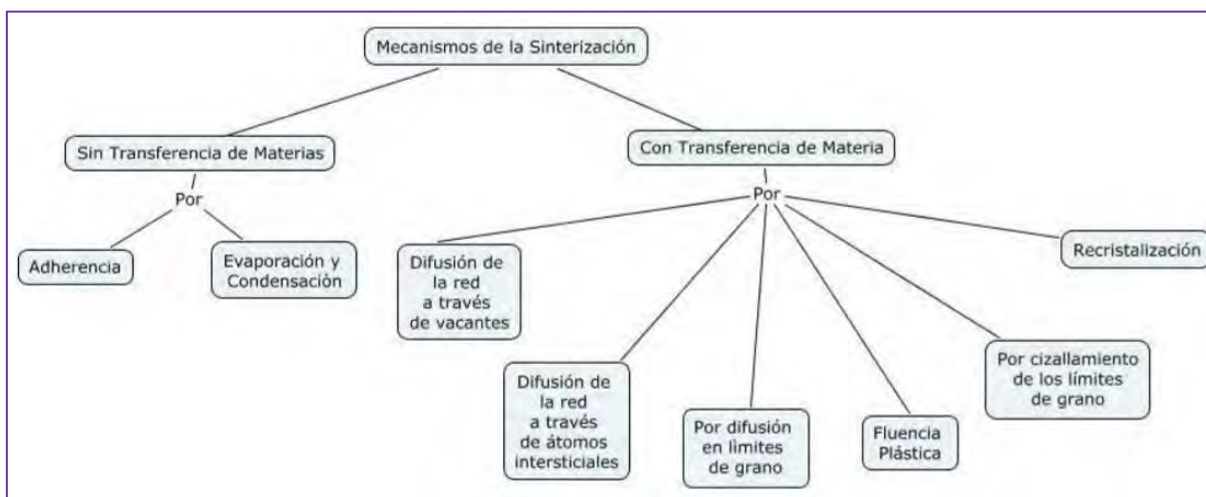 Mecanismos de la Sinterización
Sin Transferencia de Materias
Con Transferencia de Materia
Por
Por
Adherencia
Evaporación y
Condensaciòn
Difusión de
la red
a través
de vacantes
Recristalización
Difusión de
la red
a través
de átomos
intersticiales
Por difusión
en lìmites
de grano
Fluencia
Plástica
Por cizallamiento
de los límites
de grano